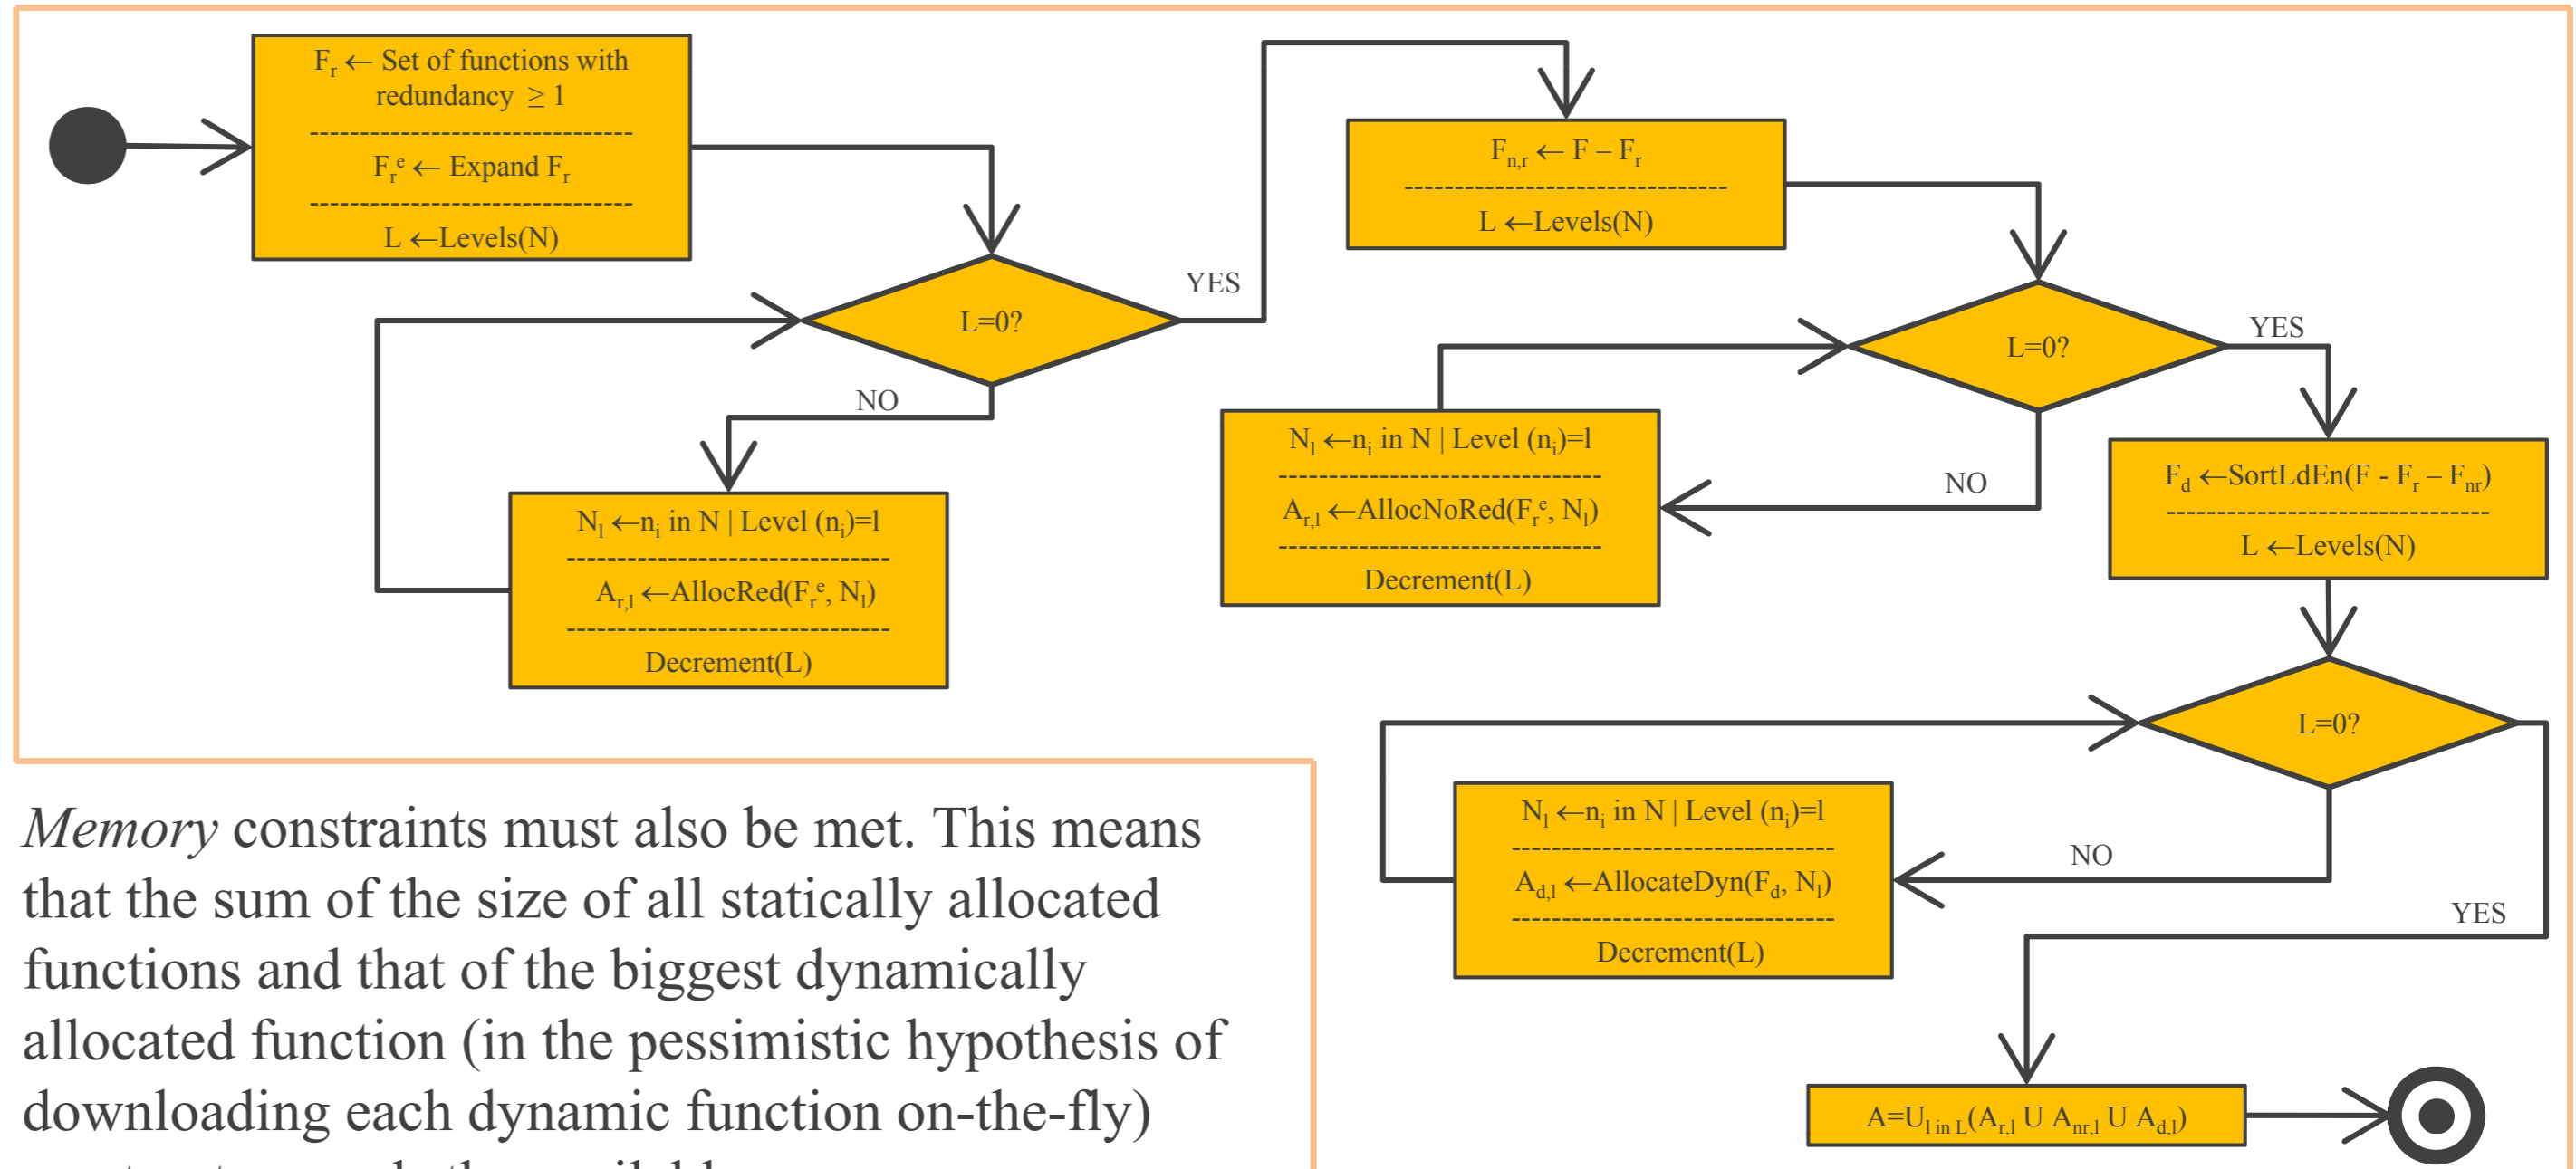 F_r ← Set of functions with
redundancy ≥ 1
--------------------------------
F_r^e ← Expand F_r
--------------------------------
L ←Levels(N)
L=0?
YES
NO
N_l ←n_i in N | Level (n_i)=l
--------------------------------
A_r,l ←AllocRed(F_r^e, N_l)
--------------------------------
Decrement(L)
F_n,r ← F – F_r
--------------------------------
L ←Levels(N)
L=0?
YES
NO
N_l ←n_i in N | Level (n_i)=l
--------------------------------
A_r,l ←AllocNoRed(F_r^e, N_l)
--------------------------------
Decrement(L)
F_d ←SortLdEn(F - F_r – F_nr)
--------------------------------
L ←Levels(N)
L=0?
NO
YES
N_l ←n_i in N | Level (n_i)=l
--------------------------------
A_d,l ←AllocateDyn(F_d, N_l)
--------------------------------
Decrement(L)
A=U_l in L(A_r,l U A_nr,l U A_d,l)
Memory constraints must also be met. This means
that the sum of the size of all statically allocated
functions and that of the biggest dynamically
allocated function (in the pessimistic hypothesis of
downloading each dynamic function on-the-fly)